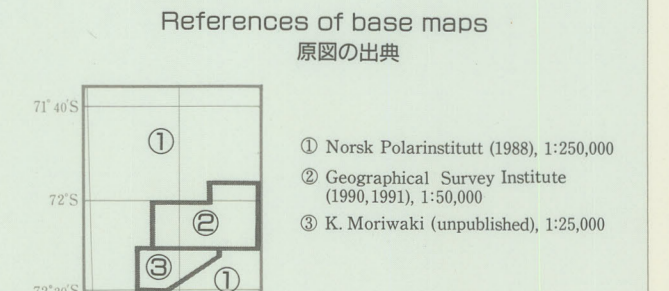 References of base maps
原図の出典
71°40'S
①
① Norsk Polarinstitutt (1988), 1:250,000
② Geographical Survey Institute
(1990,1991), 1:50,000
72°S
②
③ K. Moriwaki (unpublished), 1:25,000
③
①